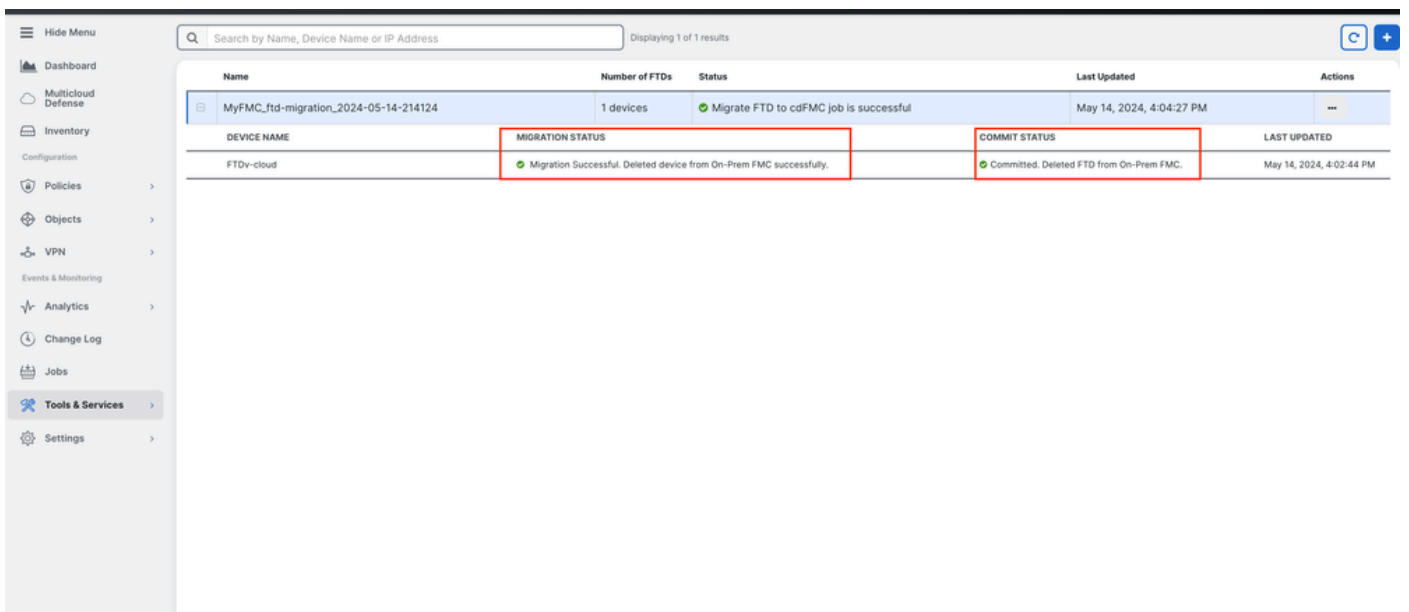 Hide Menu
Search by Name, Device Name or IP Address
Displaying 1 of 1 results
Dashboard
Multicloud
Defense
Inventory
Configuration
Policies
Objects
VPN
Events & Monitoring
Analytics
Change Log
Jobs
Tools & Services
Settings
Name Number of FTDs Status Last Updated Actions
MyFMC_ftd-migration_2024-05-14-214124 1 devices Migrate FTD to cdFMC job is successful May 14, 2024, 4:04:27 PM
DEVICE NAME MIGRATION STATUS COMMIT STATUS LAST UPDATED
FTDv-cloud Migration Successful. Deleted device from On-Prem FMC successfully. Committed. Deleted FTD from On-Prem FMC. May 14, 2024, 4:02:44 PM